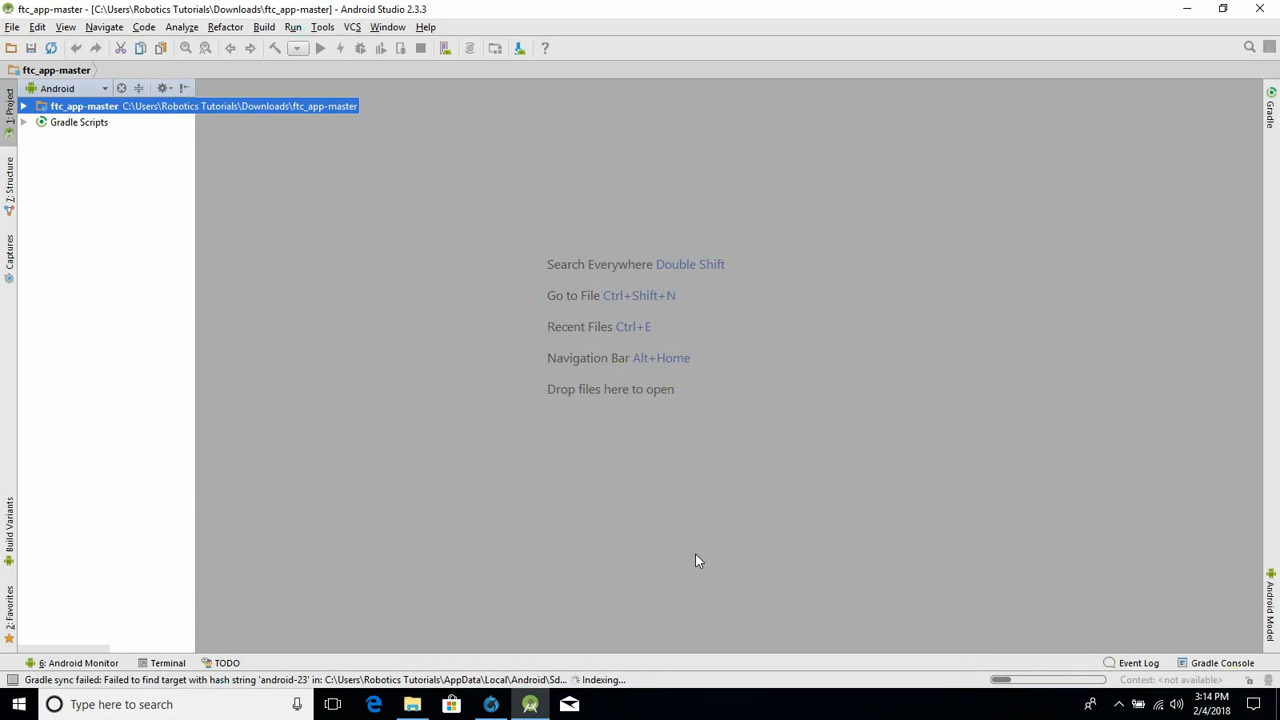 ftc_app-master - [C:\Users\Robotics Tutorials\Downloads\ftc_app-master] - Android Studio 2.3.3
File Edit View Navigate Code Analyze Refactor Build Run Tools VCS Window Help
ftc_app-master
1: Project
Android
ftc_app-master C:\Users\Robotics Tutorials\Downloads\ftc_app-master
Gradle Scripts
Gradle
7: Structure
Captures
Search Everywhere Double Shift
Go to File Ctrl+Shift+N
Recent Files Ctrl+E
Navigation Bar Alt+Home
Drop files here to open
Build Variants
2: Favorites
Android Model
6: Android Monitor Terminal TODO Event Log Gradle Console
Gradle sync failed: Failed to find target with hash string 'android-23' in: C:\Users\Robotics Tutorials\AppData\Local\Android\Sd... Indexing... Context: <not available>
Type here to search
3:14 PM
2/4/2018